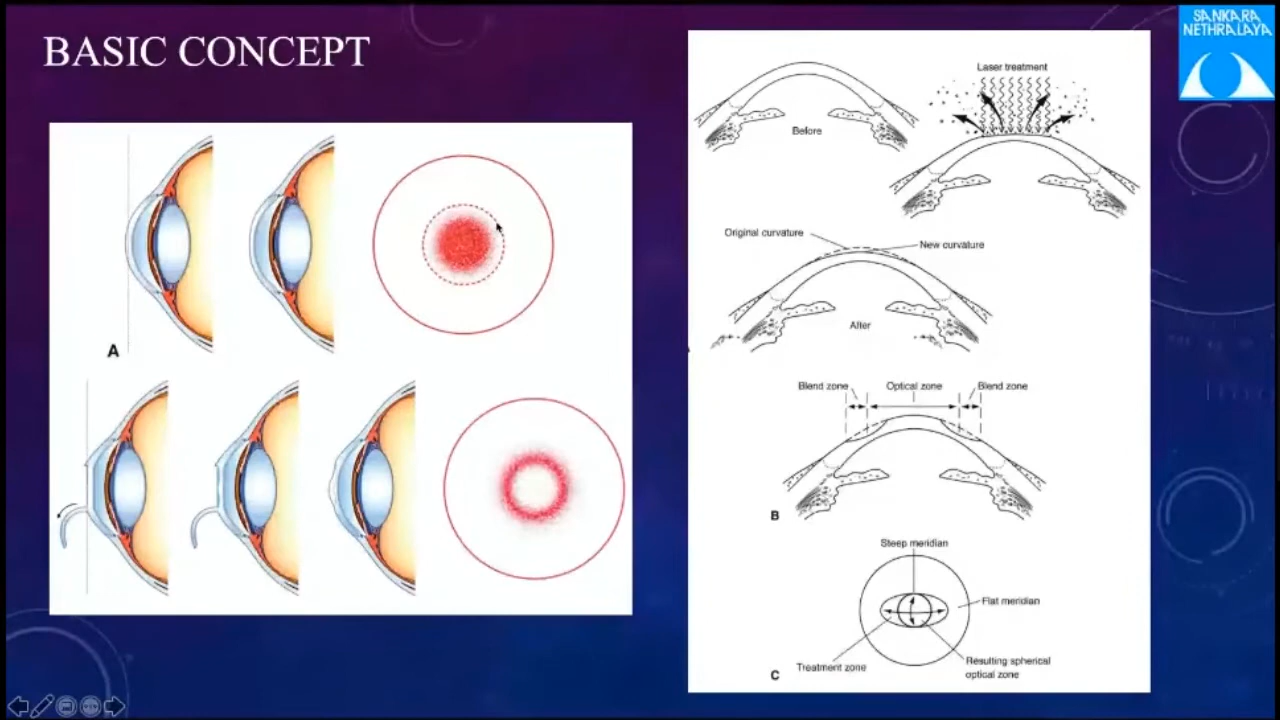 BASIC CONCEPT
SANKARA
NETHRALAYA
A
Laser treatment
Before
Original curvature
New curvature
After
Blend zone
Optical zone
Blend zone
B
Steep meridian
Flat meridian
Treatment zone
Resulting spherical
optical zone
C